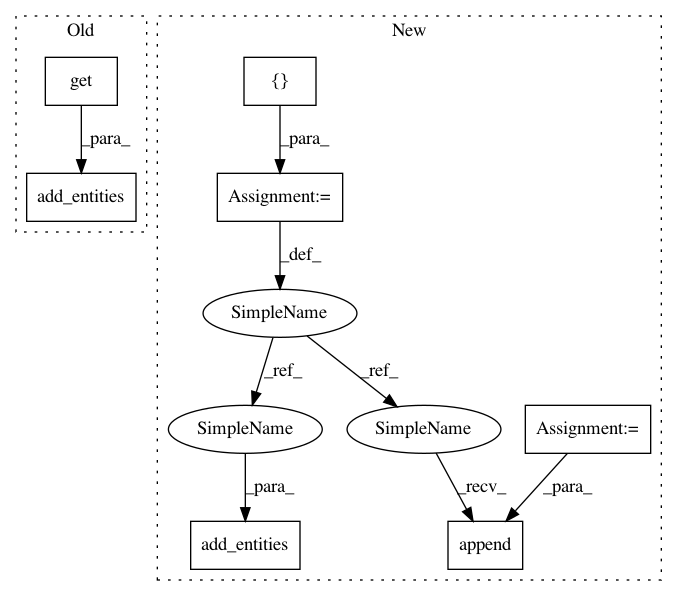 Old
New
get
{}
_para_
_para_
add_entities
Assignment:=
_def_
SimpleName
_ref_
_ref_
SimpleName
SimpleName
Assignment:=
_para_
_recv_
_para_
add_entities
append